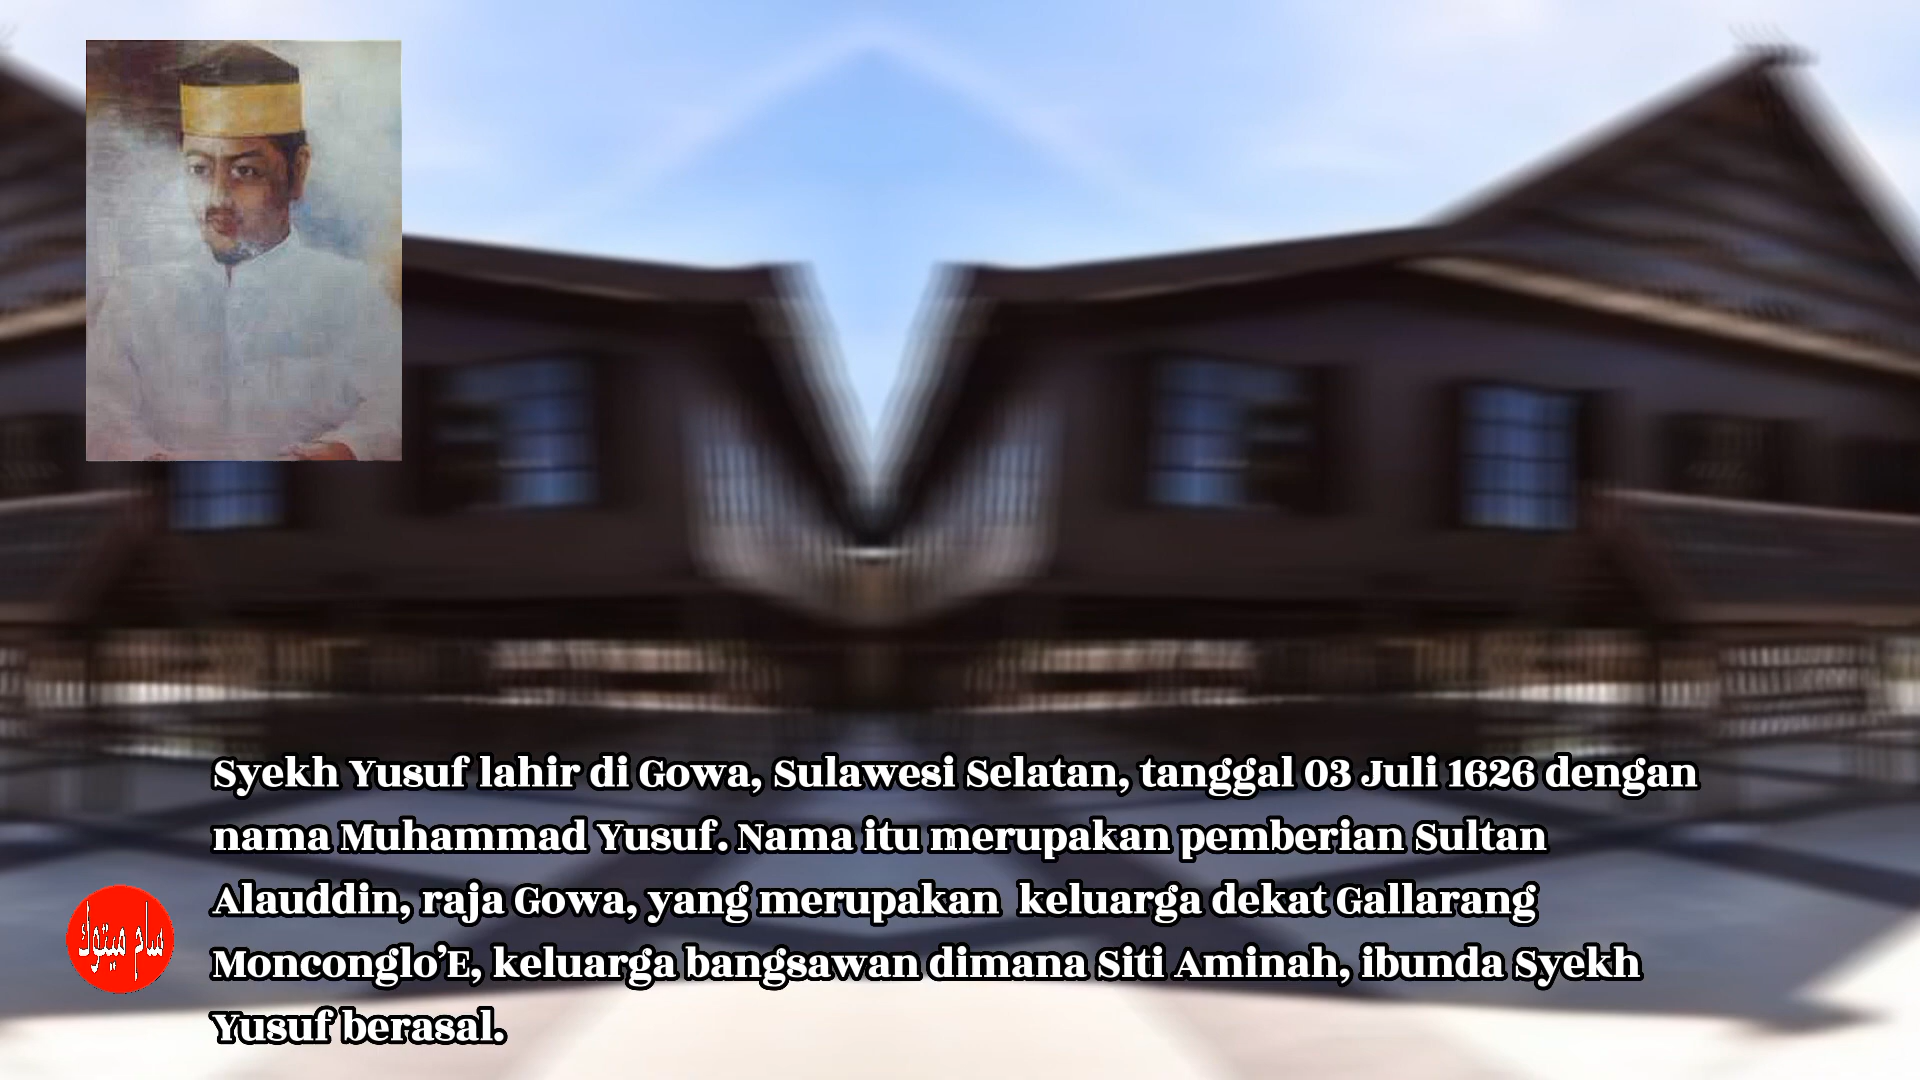 Syekh Yusuf lahir di Gowa, Sulawesi Selatan, tanggal 03 Juli 1626 dengan
nama Muhammad Yusuf. Nama itu merupakan pemberian Sultan
Alauddin, raja Gowa, yang merupakan  keluarga dekat Gallarang
Monconglo’E, keluarga bangsawan dimana Siti Aminah, ibunda Syekh
Yusuf berasal.